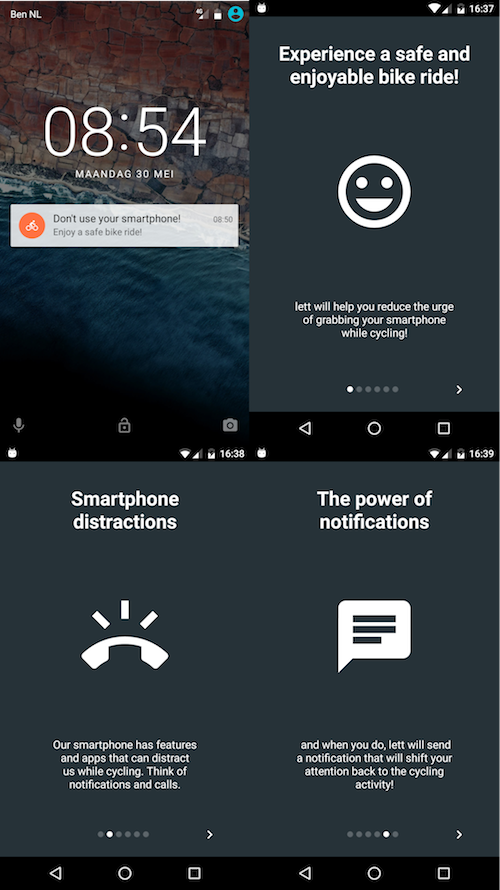 Ben NL
4G
08:54
MAANDAG 30 MEI
Don't use your smartphone!
08:50
Enjoy a safe bike ride!
16:37
Experience a safe and
enjoyable bike ride!
lett will help you reduce the urge
of grabbing your smartphone
while cycling!
16:38
Smartphone
distractions
Our smartphone has features
and apps that can distract
us while cycling. Think of
notifications and calls.
16:39
The power of
notifications
and when you do, lett will send
a notification that will shift your
attention back to the cycling
activity!